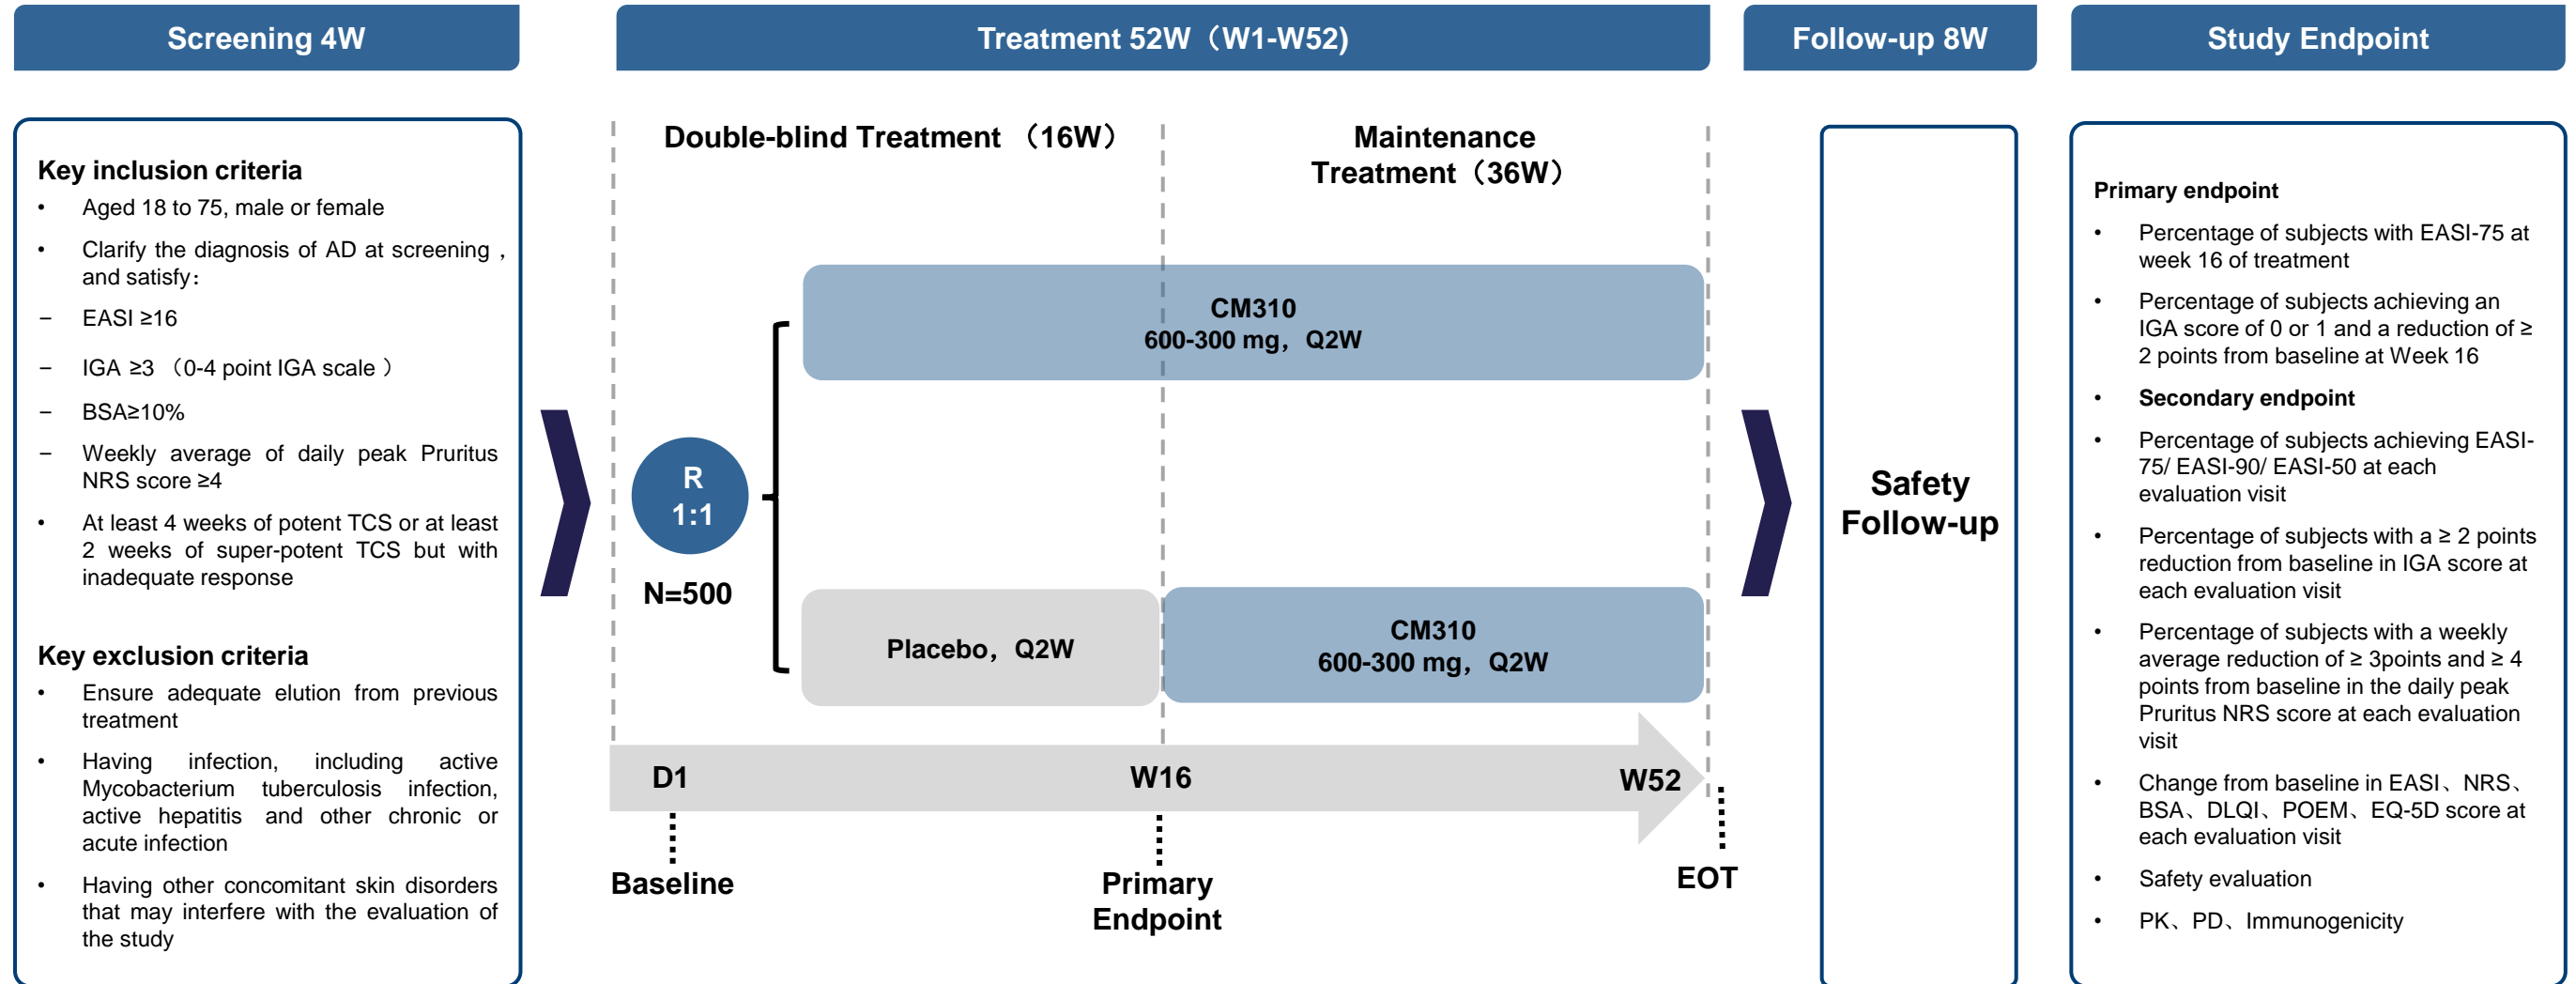 Screening 4W
Treatment 52W（W1-W52)
Follow-up 8W
Study Endpoint
Key inclusion criteria
• Aged 18 to 75, male or female
• Clarify the diagnosis of AD at screening ,
and satisfy：
– EASI ≥16
– IGA ≥3 （0-4 point IGA scale ）
– BSA≥10%
– Weekly average of daily peak Pruritus
NRS score ≥4
• At least 4 weeks of potent TCS or at least
2 weeks of super-potent TCS but with
inadequate response
Key exclusion criteria
• Ensure adequate elution from previous
treatment
• Having infection, including active
Mycobacterium tuberculosis infection,
active hepatitis and other chronic or
acute infection
• Having other concomitant skin disorders
that may interfere with the evaluation of
the study
Double-blind Treatment （16W）
Maintenance
Treatment（36W）
R
1:1
N=500
CM310
600-300 mg，Q2W
Placebo，Q2W
CM310
600-300 mg，Q2W
D1
W16
W52
Baseline
Primary
Endpoint
EOT
Safety
Follow-up
Primary endpoint
• Percentage of subjects with EASI-75 at
week 16 of treatment
• Percentage of subjects achieving an
IGA score of 0 or 1 and a reduction of ≥
2 points from baseline at Week 16
• Secondary endpoint
• Percentage of subjects achieving EASI-
75/ EASI-90/ EASI-50 at each
evaluation visit
• Percentage of subjects with a ≥ 2 points
reduction from baseline in IGA score at
each evaluation visit
• Percentage of subjects with a weekly
average reduction of ≥ 3points and ≥ 4
points from baseline in the daily peak
Pruritus NRS score at each evaluation
visit
• Change from baseline in EASI、NRS、
BSA、DLQI、POEM、EQ-5D score at
each evaluation visit
• Safety evaluation
• PK、PD、Immunogenicity